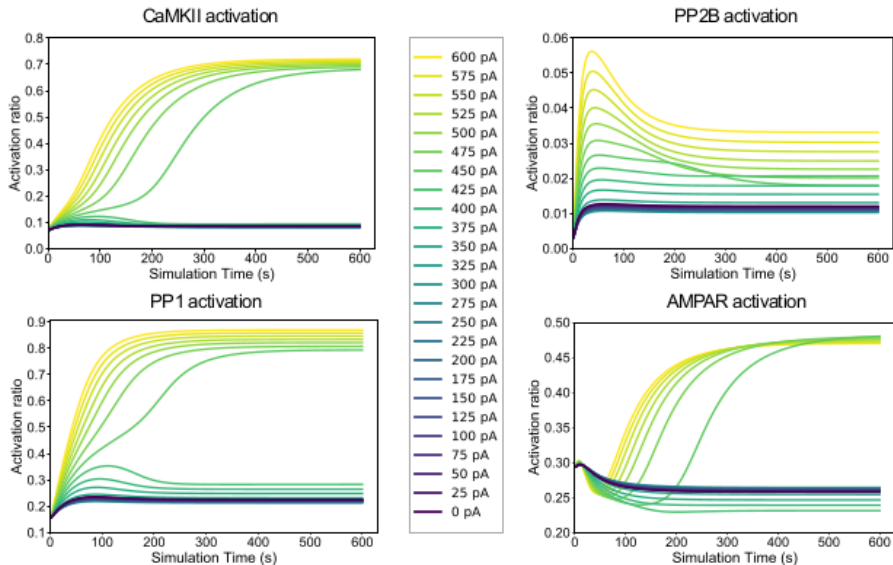 CaMKII activation
PP2B activation
Activation ratio
0.8
0.7
0.6
0.5
0.4
0.3
0.2
0.1
0.0
0 100 200 300 400 500 600
Simulation Time (s)
600 pA
575 pA
550 pA
525 pA
500 pA
475 pA
450 pA
425 pA
400 pA
375 pA
350 pA
325 pA
300 pA
275 pA
250 pA
225 pA
200 pA
175 pA
150 pA
125 pA
100 pA
75 pA
50 pA
25 pA
0 pA
Activation ratio
0.06
0.05
0.04
0.03
0.02
0.01
0.00
0 100 200 300 400 500 600
Simulation Time (s)
PP1 activation
AMPAR activation
Activation ratio
0.9
0.8
0.7
0.6
0.5
0.4
0.3
0.2
0.1
0 100 200 300 400 500 600
Simulation Time (s)
Activation ratio
0.50
0.45
0.40
0.35
0.30
0.25
0.20
0 100 200 300 400 500 600
Simulation Time (s)